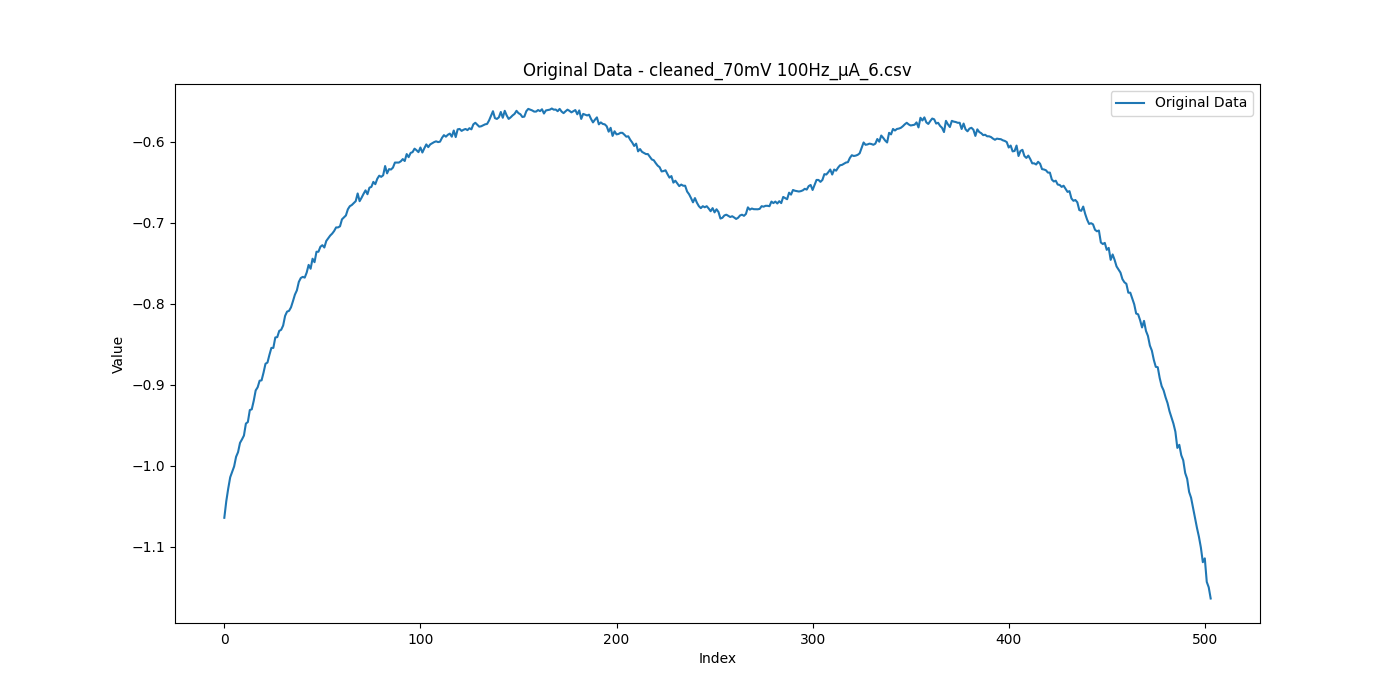 Original Data - cleaned_70mV 100Hz_µA_6.csv
Original Data
−0.6
−0.7
−0.8
−0.9
−1.0
−1.1
Value
0 100 200 300 400 500
Index